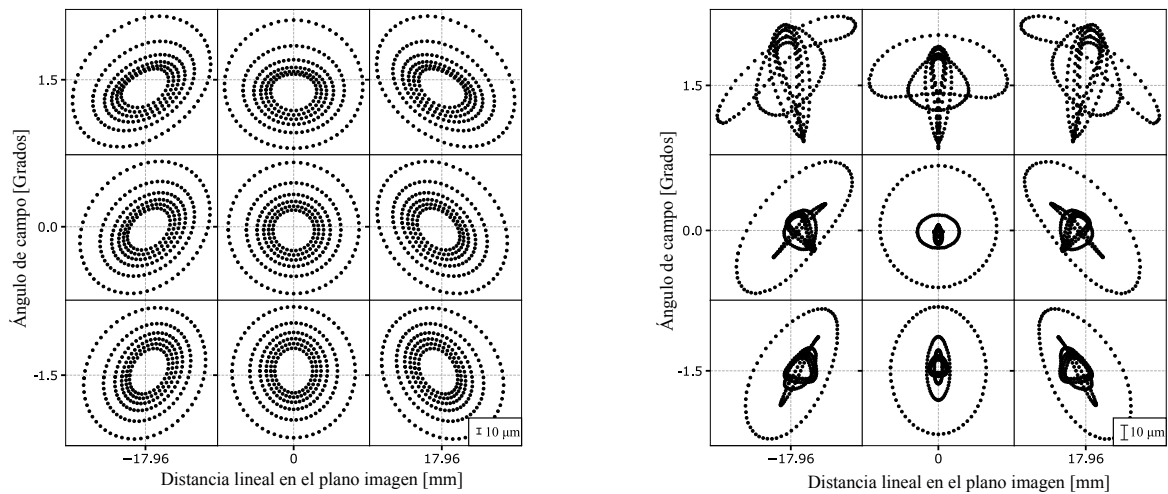 Ángulo de campo [Grados]
1.5
0.0
-1.5
−17.96
0
17.96
10 μm
Distancia lineal en el plano imagen [mm]
Ángulo de campo [Grados]
1.5
0.0
-1.5
−17.96
0
17.96
10 μm
Distancia lineal en el plano imagen [mm]